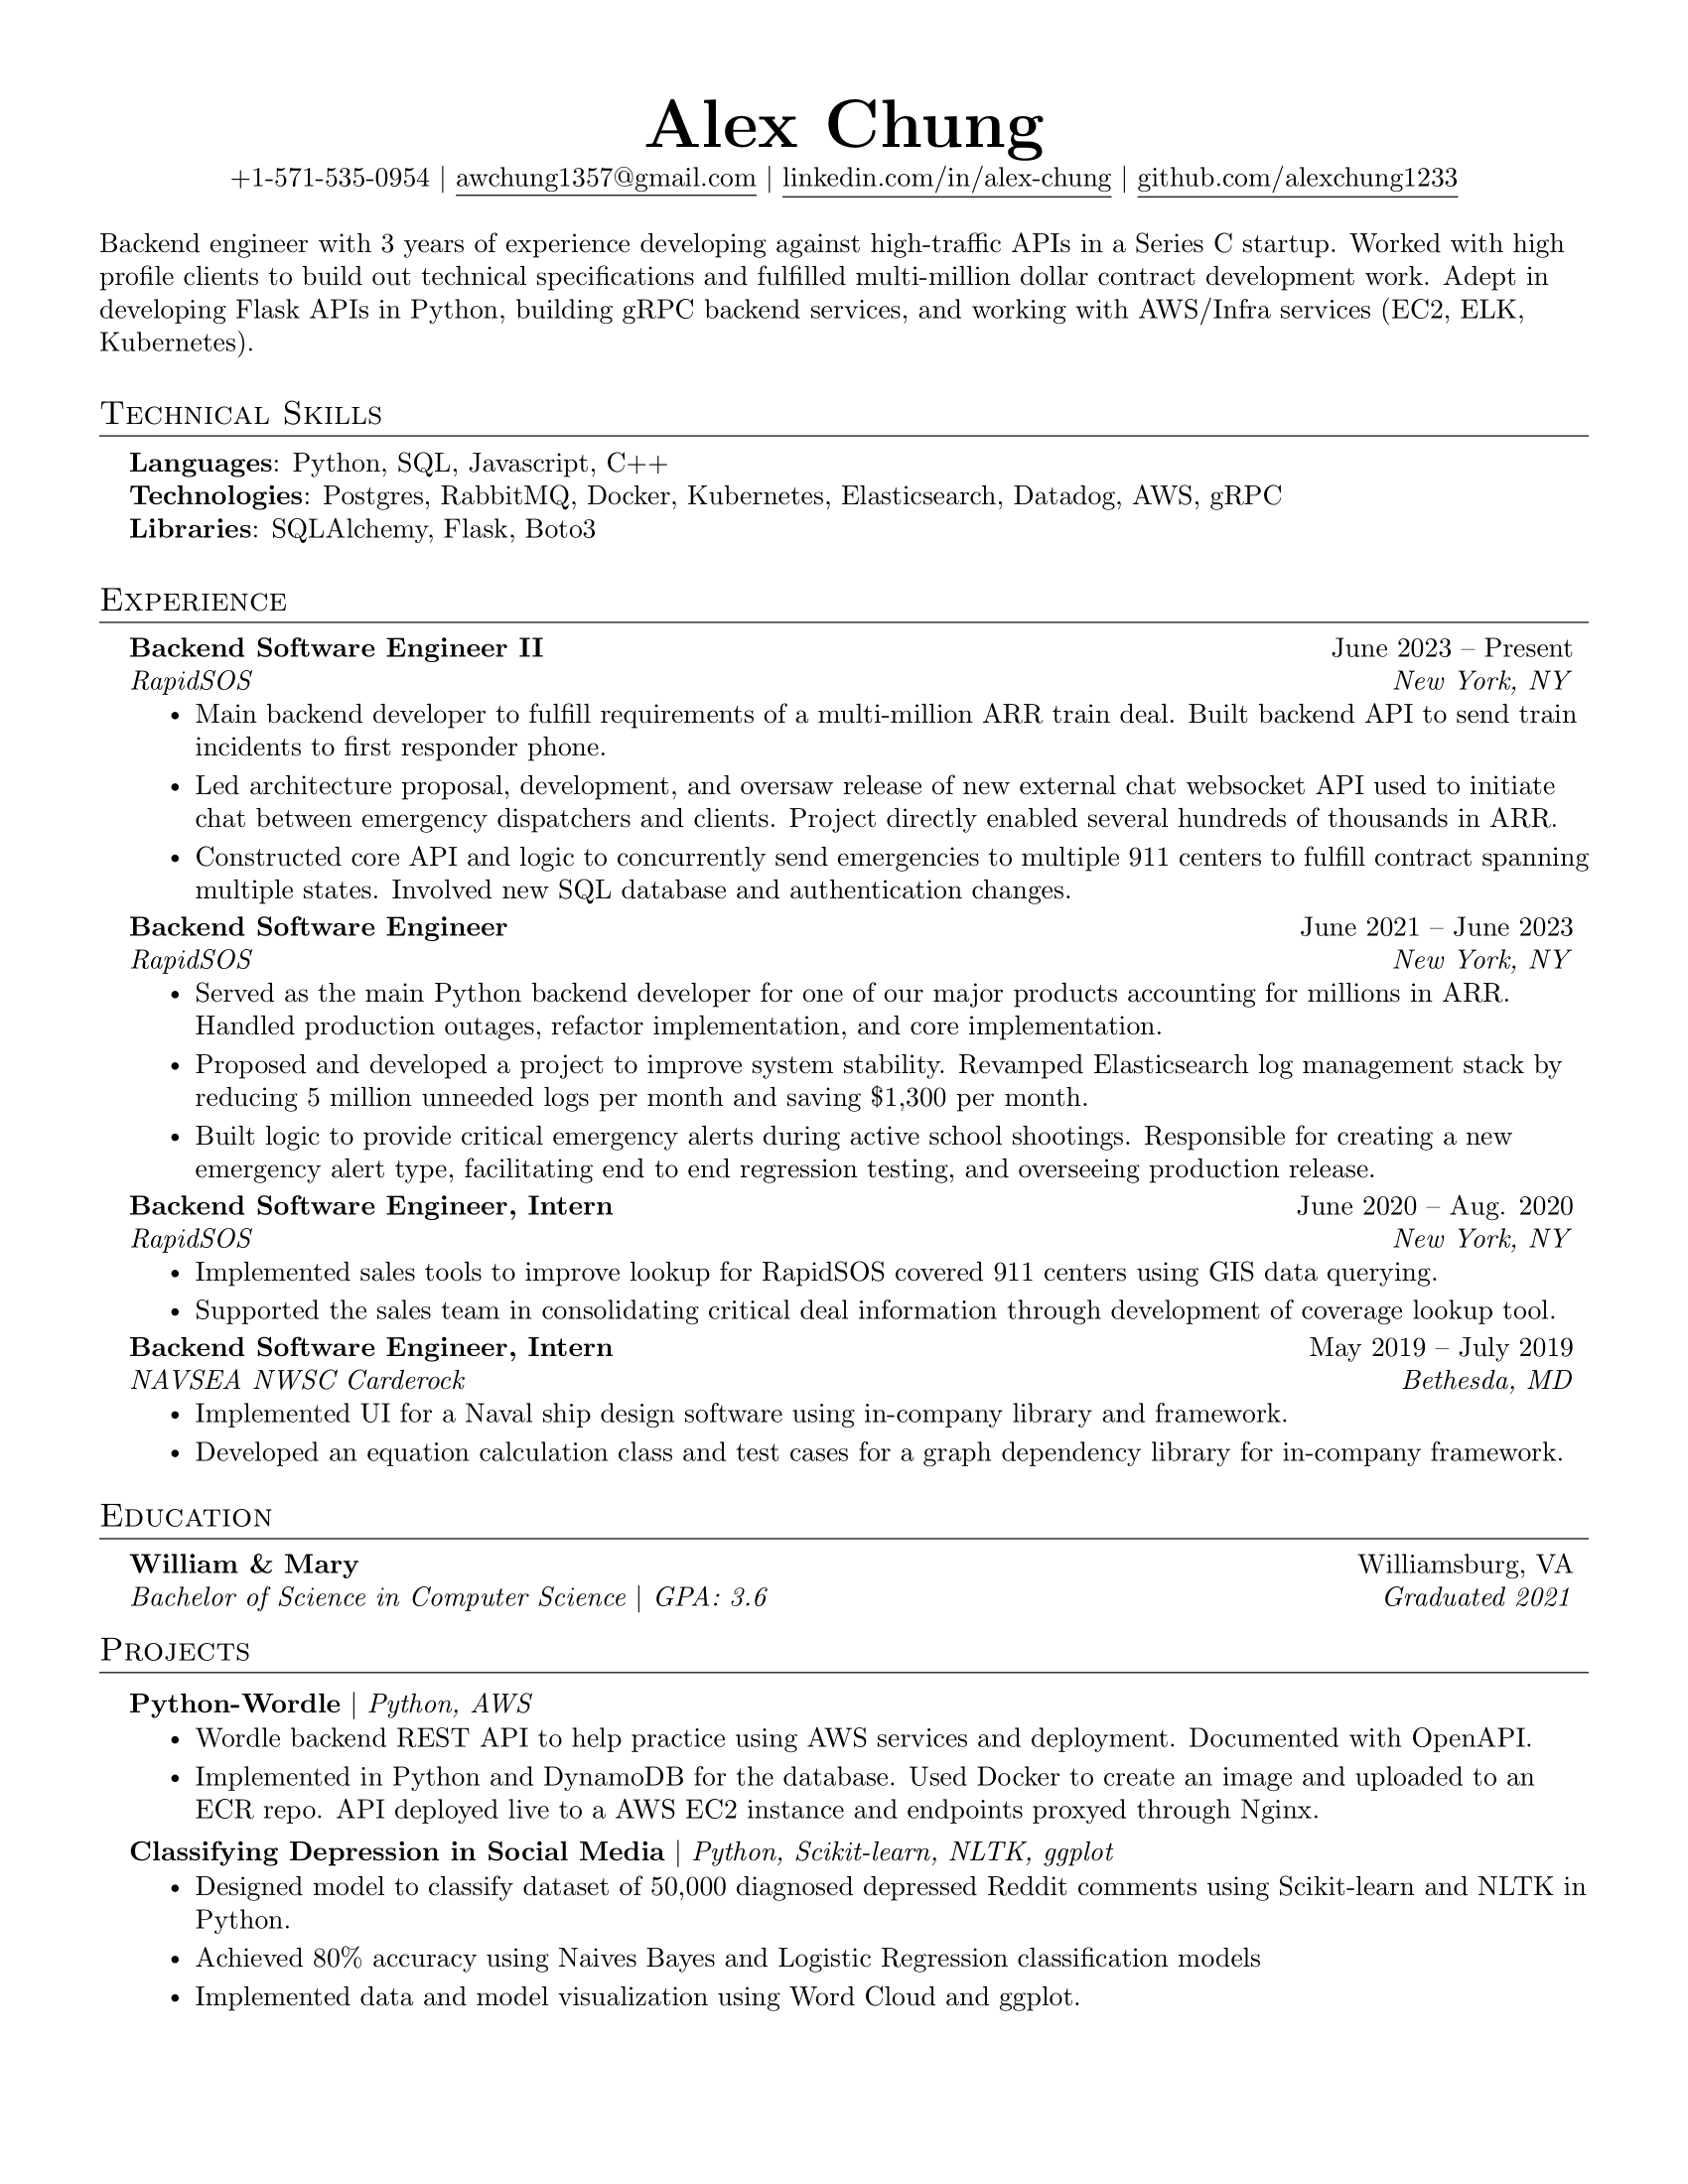 Alex Chung
+1-571-535-0954 | awchung1357@gmail.com | linkedin.com/in/alex-chung | github.com/alexchung1233
Backend engineer with 3 years of experience developing against high-traffic APIs in a Series C startup. Worked with high
profile clients to build out technical specifications and fulfilled multi-million dollar contract development work. Adept in
developing Flask APIs in Python, building gRPC backend services, and working with AWS/Infra services (EC2, ELK,
Kubernetes).
Technical Skills
Languages: Python, SQL, Javascript, C++
Technologies: Postgres, RabbitMQ, Docker, Kubernetes, Elasticsearch, Datadog, AWS, gRPC
Libraries: SQLAlchemy, Flask, Boto3
Experience
Backend Software Engineer II June 2023 – Present
RapidSOS New York, NY
• Main backend developer to fulfill requirements of a multi-million ARR train deal. Built backend API to send train
incidents to first responder phone.
• Led architecture proposal, development, and oversaw release of new external chat websocket API used to initiate
chat between emergency dispatchers and clients. Project directly enabled several hundreds of thousands in ARR.
• Constructed core API and logic to concurrently send emergencies to multiple 911 centers to fulfill contract spanning
multiple states. Involved new SQL database and authentication changes.
Backend Software Engineer June 2021 – June 2023
RapidSOS New York, NY
• Served as the main Python backend developer for one of our major products accounting for millions in ARR.
Handled production outages, refactor implementation, and core implementation.
• Proposed and developed a project to improve system stability. Revamped Elasticsearch log management stack by
reducing 5 million unneeded logs per month and saving $1,300 per month.
• Built logic to provide critical emergency alerts during active school shootings. Responsible for creating a new
emergency alert type, facilitating end to end regression testing, and overseeing production release.
Backend Software Engineer, Intern June 2020 – Aug. 2020
RapidSOS New York, NY
• Implemented sales tools to improve lookup for RapidSOS covered 911 centers using GIS data querying.
• Supported the sales team in consolidating critical deal information through development of coverage lookup tool.
Backend Software Engineer, Intern May 2019 – July 2019
NAVSEA NWSC Carderock Bethesda, MD
• Implemented UI for a Naval ship design software using in-company library and framework.
• Developed an equation calculation class and test cases for a graph dependency library for in-company framework.
Education
William & Mary Williamsburg, VA
Bachelor of Science in Computer Science | GPA: 3.6 Graduated 2021
Projects
Python-Wordle | Python, AWS
• Wordle backend REST API to help practice using AWS services and deployment. Documented with OpenAPI.
• Implemented in Python and DynamoDB for the database. Used Docker to create an image and uploaded to an
ECR repo. API deployed live to a AWS EC2 instance and endpoints proxyed through Nginx.
Classifying Depression in Social Media | Python, Scikit-learn, NLTK, ggplot
• Designed model to classify dataset of 50,000 diagnosed depressed Reddit comments using Scikit-learn and NLTK in
Python.
• Achieved 80% accuracy using Naives Bayes and Logistic Regression classification models
• Implemented data and model visualization using Word Cloud and ggplot.